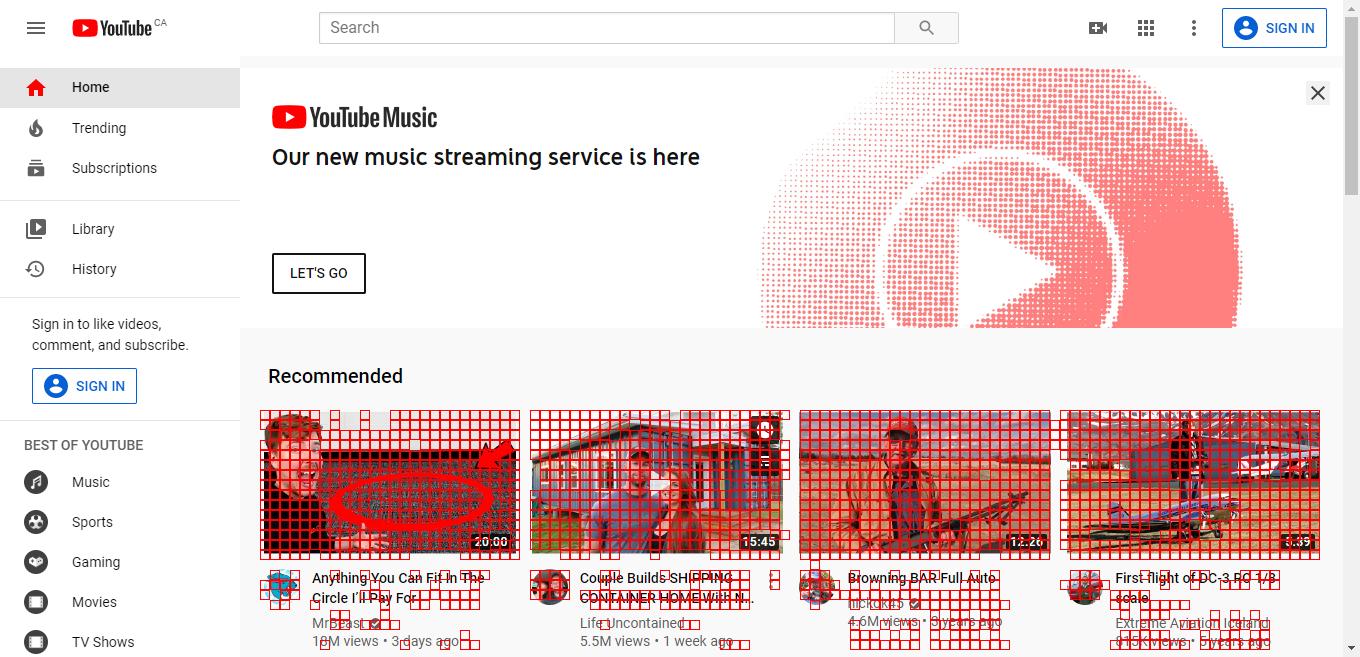 YouTube CA
Search
SIGN IN
Home
Trending
Subscriptions
Library
History
Sign in to like videos,
comment, and subscribe.
SIGN IN
BEST OF YOUTUBE
Music
Sports
Gaming
Movies
TV Shows
YouTube Music
Our new music streaming service is here
LET'S GO
Recommended
20:00
Anything You Can Fit In The
Circle I'll Pay For
MrBeast
18M views • 3 days ago
15:45
Couple Builds SHIPPING
CONTAINER HOME With N...
Life Uncontained
5.5M views • 1 week ago
12:26
Browning BAR Full Auto
hickok45
4.6M views • 3 years ago
First flight of DC-3 RC 1/3
scale
Extreme Aviation Iceland
815K views • 5 years ago